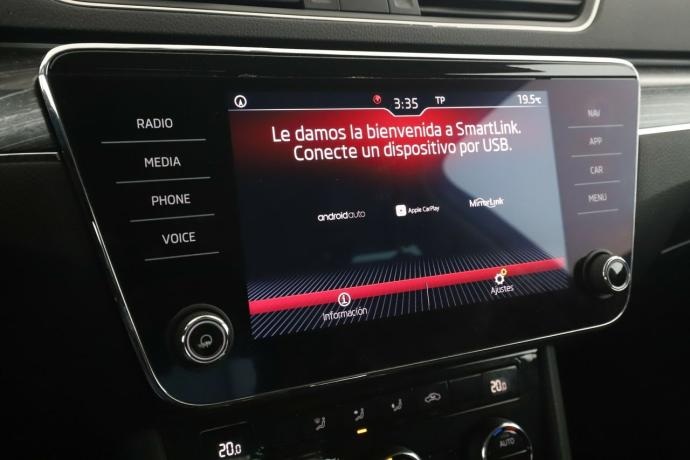 3:35 TP 19.5°C
Le damos la bienvenida a SmartLink.
Conecte un dispositivo por USB.
androidauto Apple CarPlay MirrorLink
Información Ajustes
RADIO
MEDIA
PHONE
VOICE
NAV
APP
CAR
MENU
20.0
20.0
AUTO